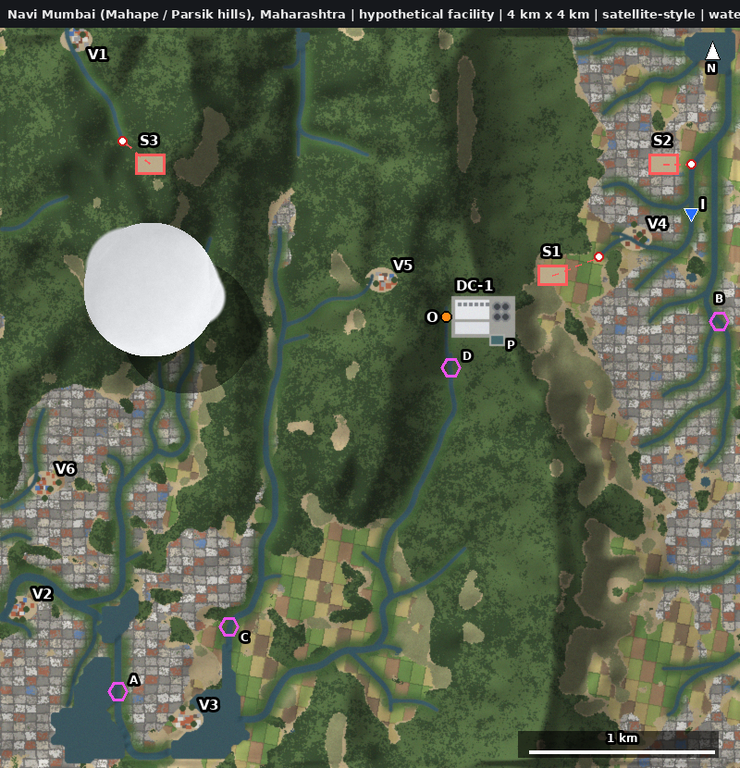 Navi Mumbai (Mahape / Parsik hills), Maharashtra | hypothetical facility | 4 km x 4 km | satellite-style | wate
V1
N
S3
S2
I
V4
S1
V5
DC-1
B
O
P
D
V6
V2
C
A
V3
1 km